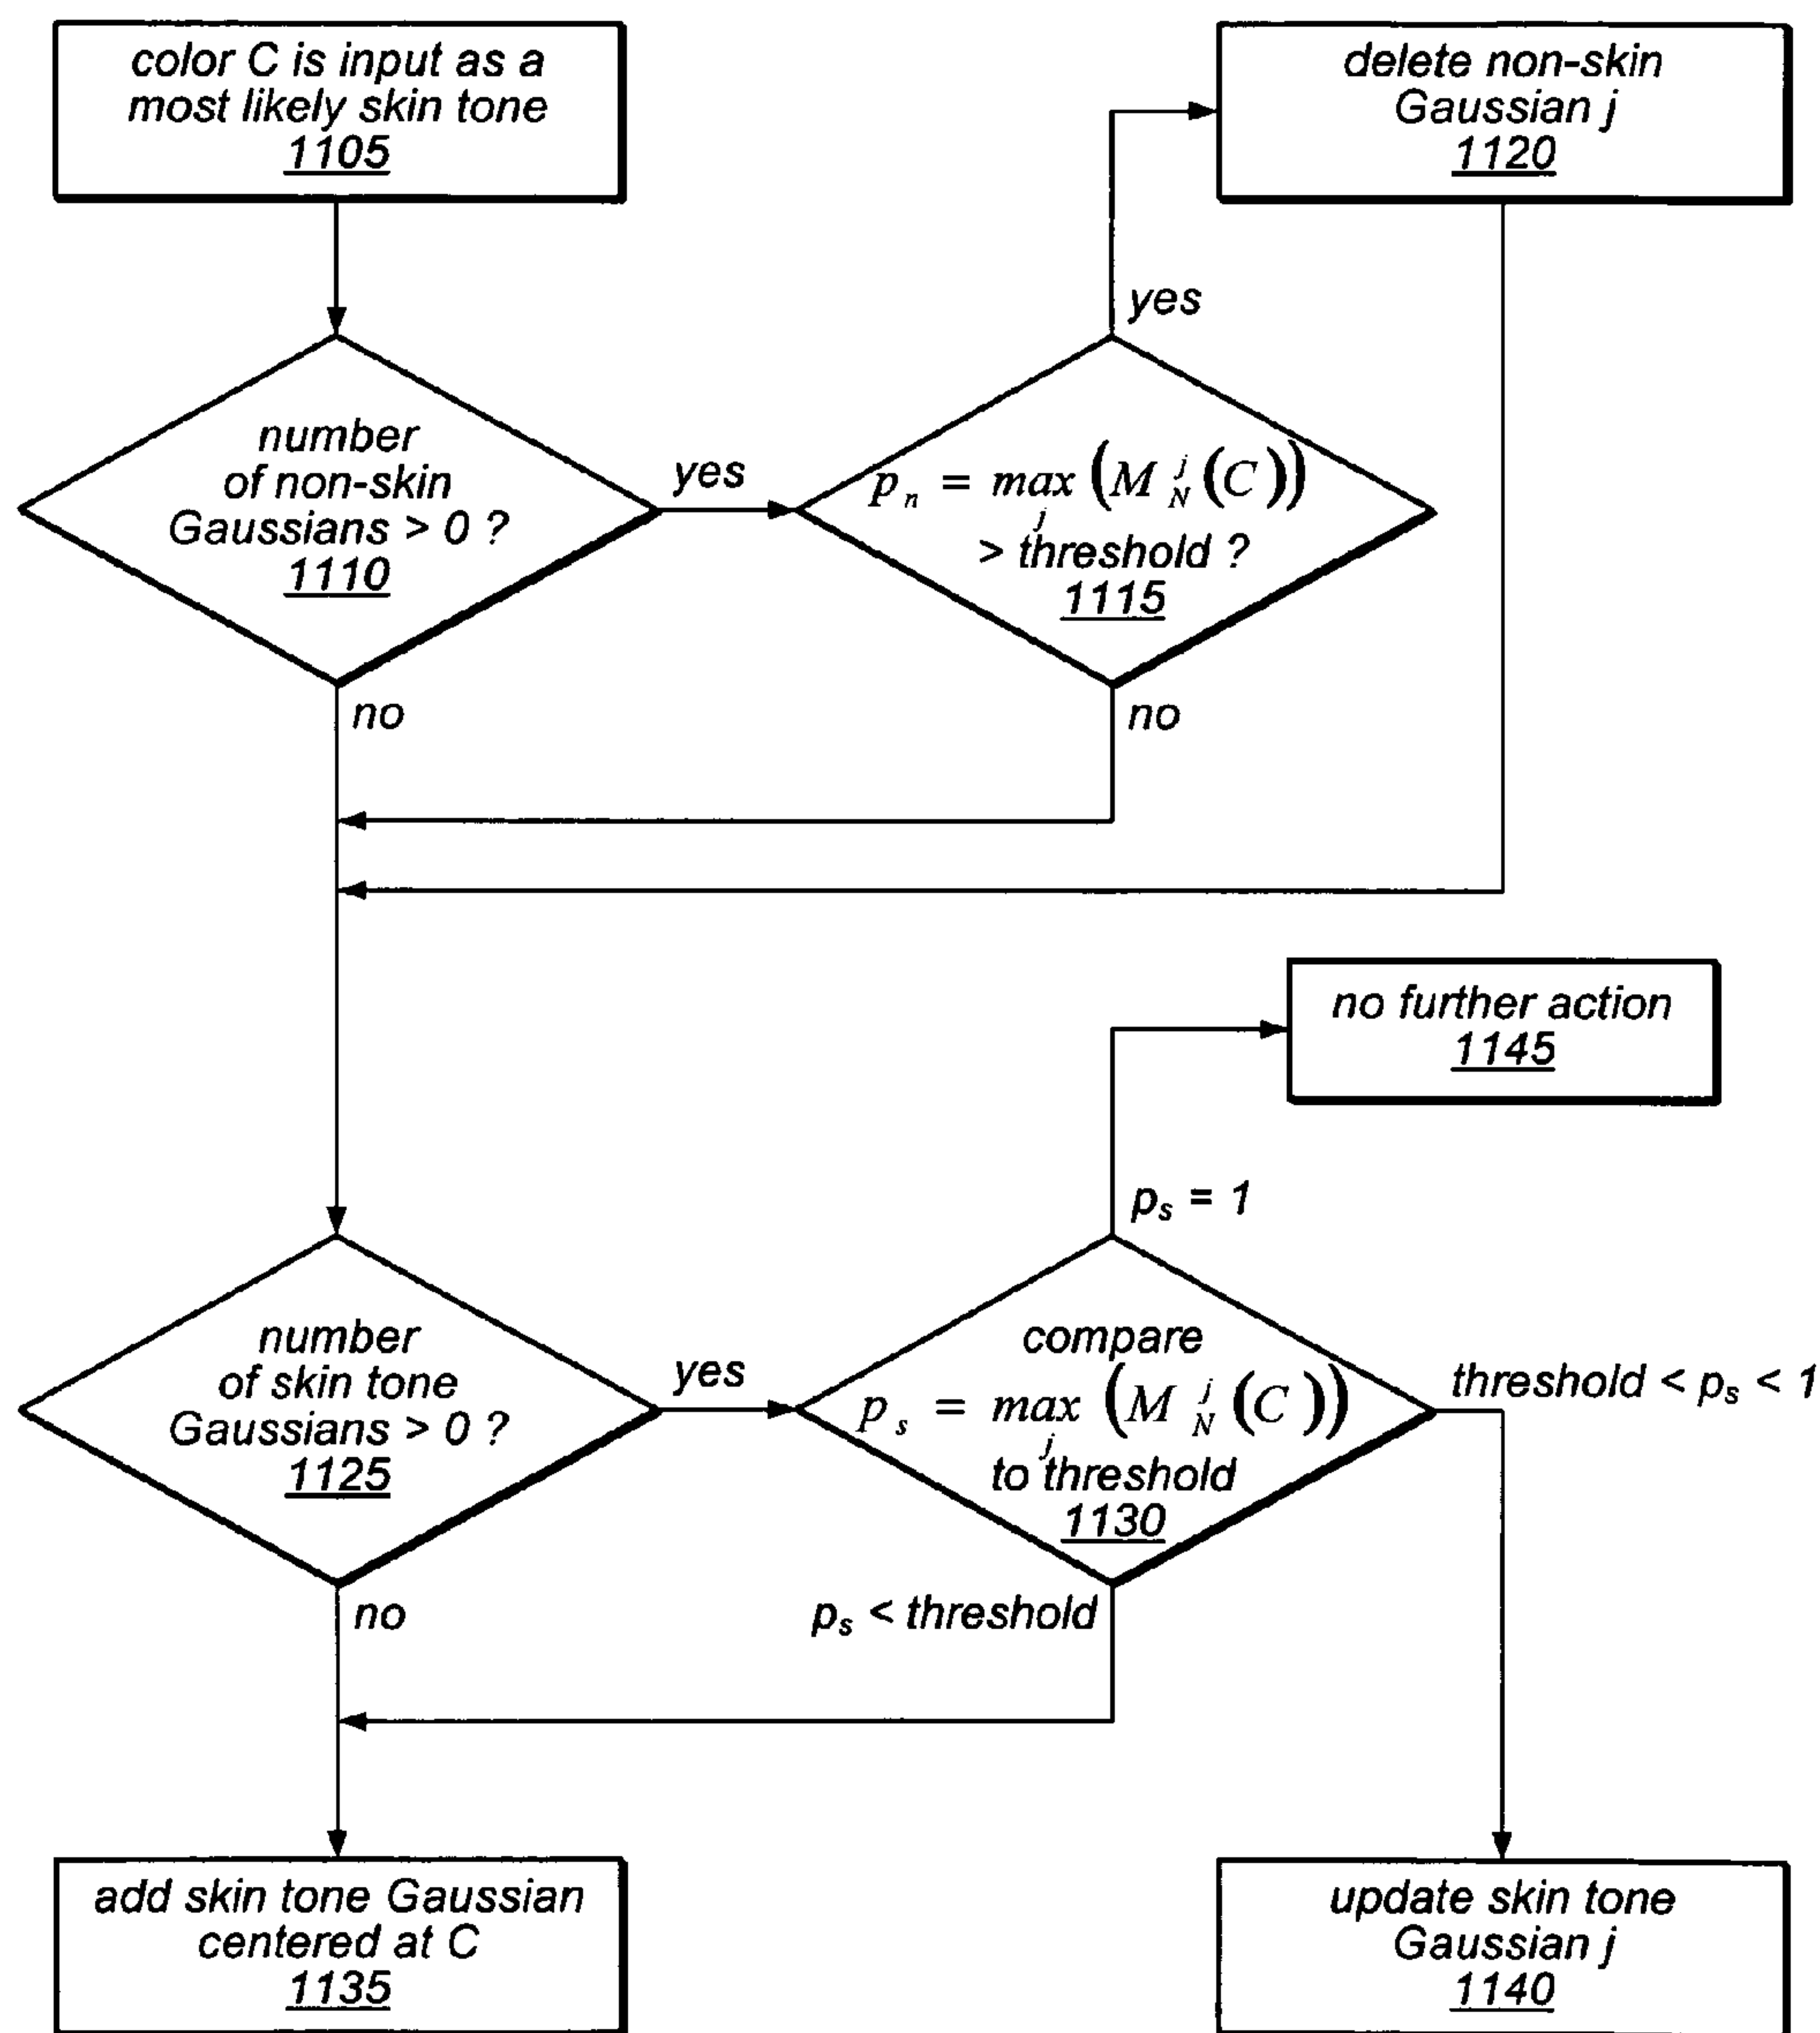 color C is input as a
most likely skin tone
1105
delete non-skin
Gaussian j
1120
yes
number
of non-skin
Gaussians > 0 ?
1110
yes
p_n = max_j (M_N^j (C))
> threshold ?
1115
no
no
no further action
1145
p_s = 1
number
of skin tone
Gaussians > 0 ?
1125
yes
compare
p_s = max_j (M_N^j (C))
to threshold
1130
threshold < p_s < 1
no
p_s < threshold
add skin tone Gaussian
centered at C
1135
update skin tone
Gaussian j
1140